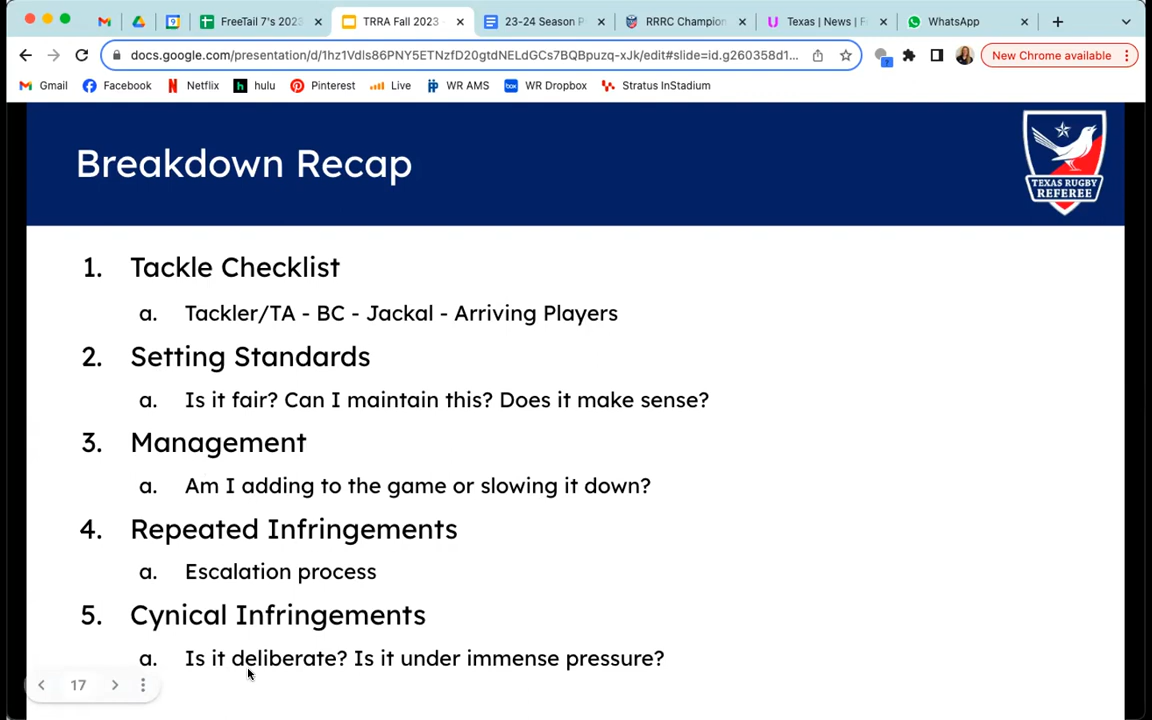 FreeTail 7's 2023
TRRA Fall 2023
23-24 Season P
RRRC Champion
Texas | News | F
WhatsApp
docs.google.com/presentation/d/1hz1Vdls86PNY5ETNzfD20gtdNELdGCs7BQBpuzq-xJk/edit#slide=id.g260358d1...
New Chrome available
Gmail
Facebook
Netflix
hulu
Pinterest
Live
WR AMS
WR Dropbox
Stratus InStadium
Breakdown Recap
TEXAS RUGBY
REFEREE
1. Tackle Checklist
a. Tackler/TA - BC - Jackal - Arriving Players
2. Setting Standards
a. Is it fair? Can I maintain this? Does it make sense?
3. Management
a. Am I adding to the game or slowing it down?
4. Repeated Infringements
a. Escalation process
5. Cynical Infringements
a. Is it deliberate? Is it under immense pressure?
17